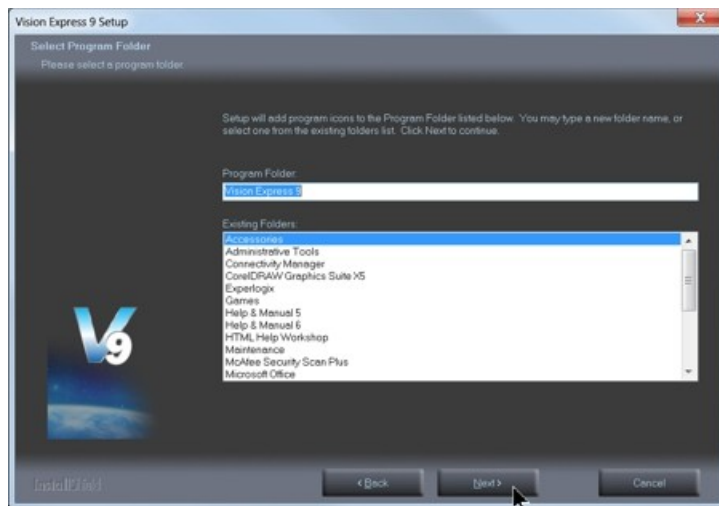 Vision Express 9 Setup
Select Program Folder
Please select a program folder.
Setup will add program icons to the Program Folder listed below. You may type a new folder name, or
select one from the existing folders list. Click Next to continue.
Program Folder:
Vision Express 9
Existing Folders:
Accessories
Administrative Tools
Connectivity Manager
CorelDRAW Graphics Suite X5
Experlogix
Games
Help & Manual 5
Help & Manual 6
HTML Help Workshop
Maintenance
McAfee Security Scan Plus
Microsoft Office
V9
InstallShield
< Back
Next >
Cancel